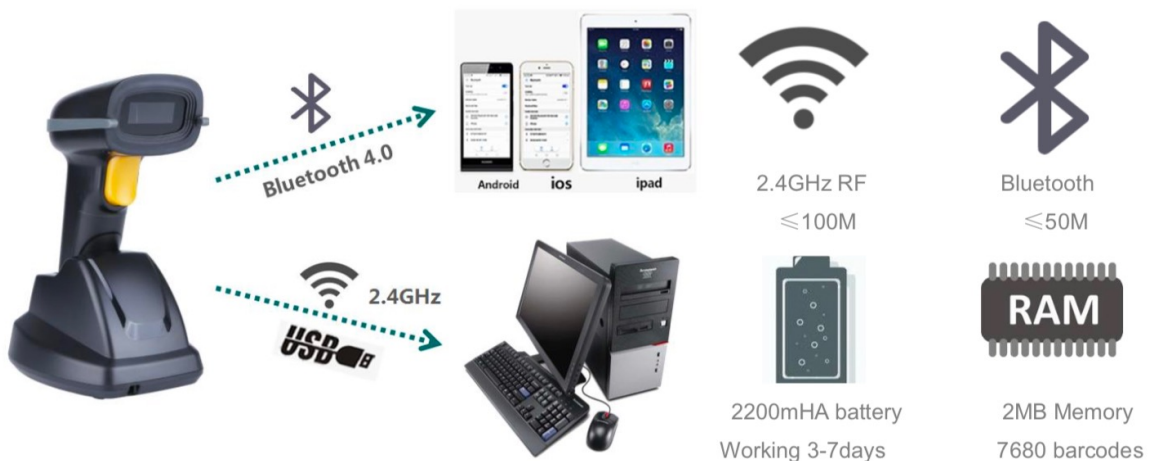 Bluetooth 4.0
Android
ios
ipad
2.4GHz
USB
2.4GHz RF
≤100M
Bluetooth
≤50M
RAM
2200mHA battery
Working 3-7days
2MB Memory
7680 barcodes